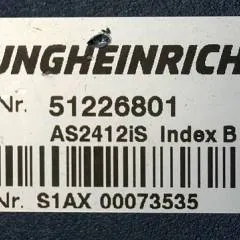 UNGHEINRICH
Nr. 51226801
AS2412iS Index B
Nr. S1AX 00073535